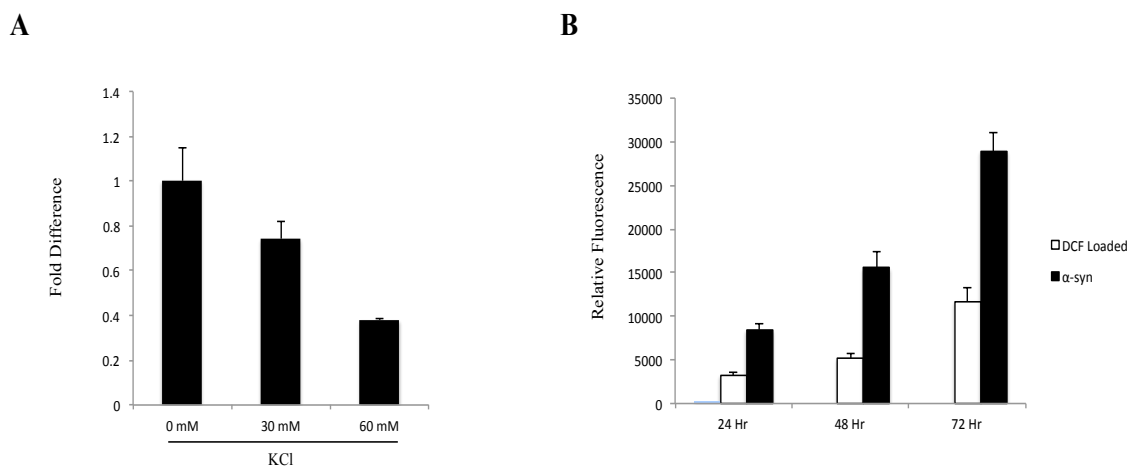 A
B
Fold Difference
1.4
1.2
1
0.8
0.6
0.4
0.2
0
0 mM
30 mM
60 mM
KCl
Relative Fluorescence
35000
30000
25000
20000
15000
10000
5000
0
24 Hr
48 Hr
72 Hr
DCF Loaded
α-syn